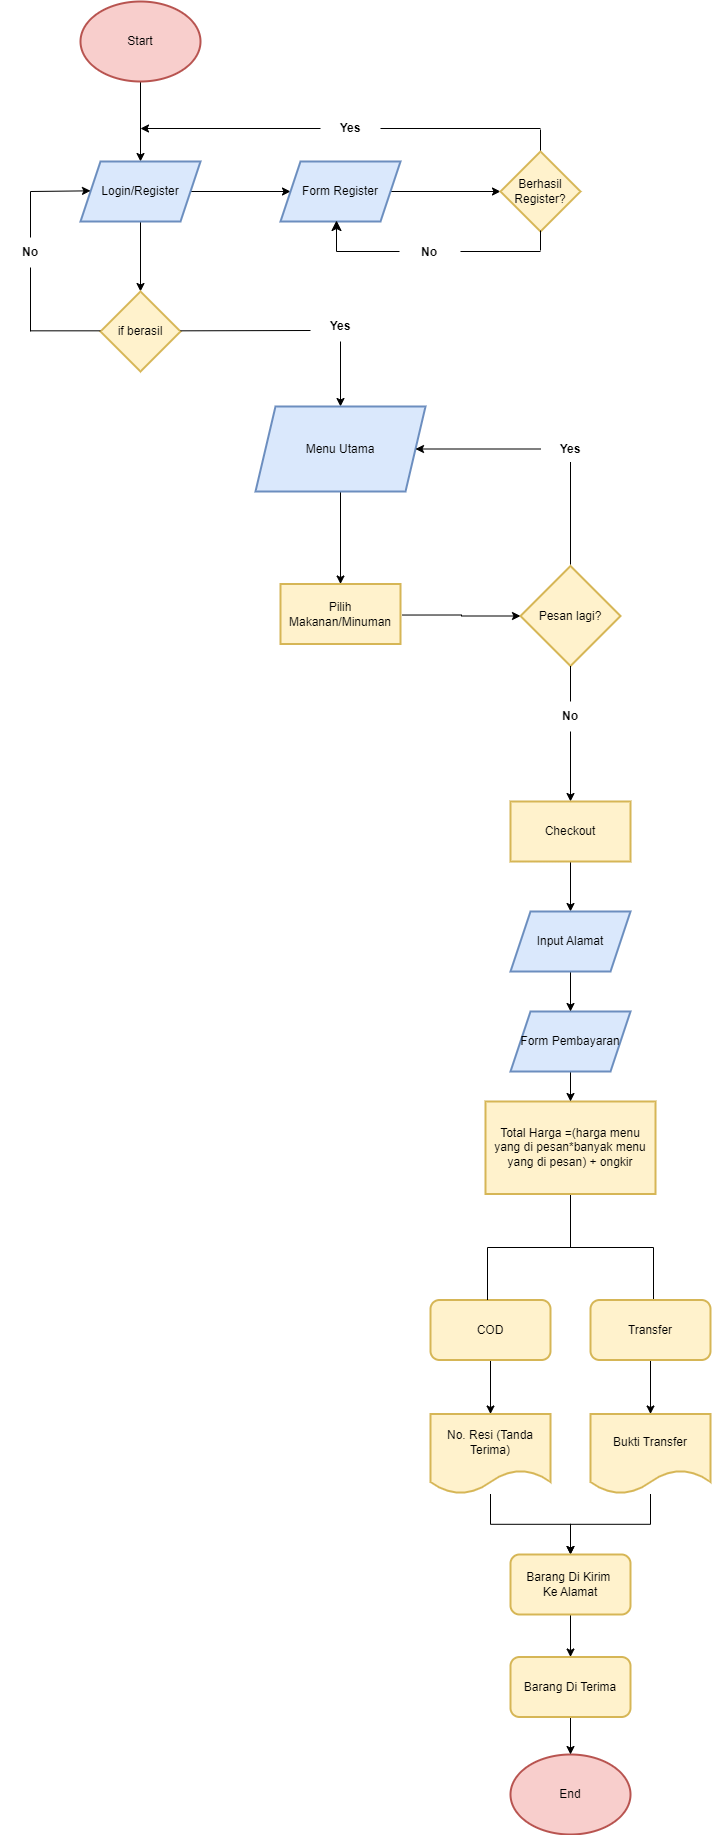 Start
Yes
Login/Register
Form Register
Berhasil
Register?
No
No
if berasil
Yes
Menu Utama
Yes
Pilih
Makanan/Minuman
Pesan lagi?
No
Checkout
Input Alamat
Form Pembayaran
Total Harga =(harga menu
yang di pesan*banyak menu
yang di pesan) + ongkir
COD
Transfer
No. Resi (Tanda
Terima)
Bukti Transfer
Barang Di Kirim
Ke Alamat
Barang Di Terima
End